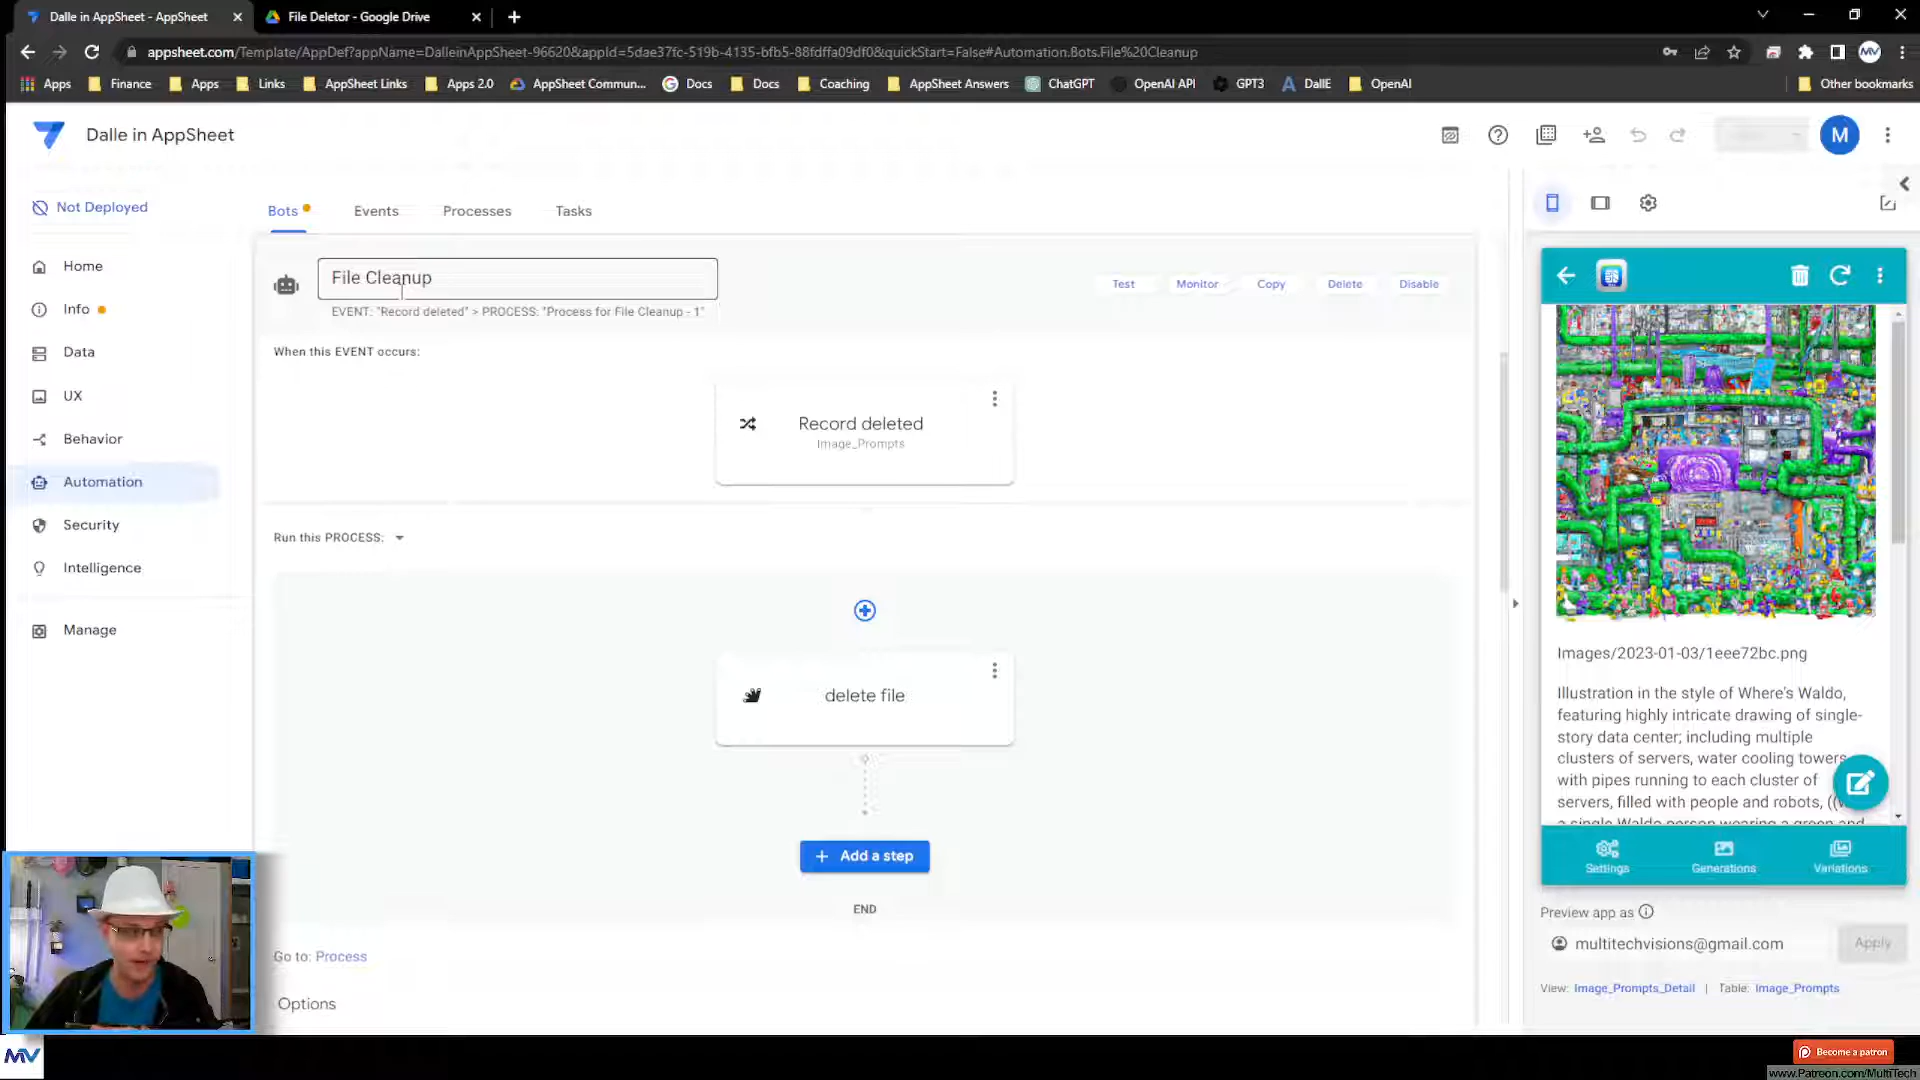 Dalle in AppSheet - AppSheet
File Deletor - Google Drive
appsheet.com/Template/AppDef?appName=DalleinAppSheet-96620&appId=5dae37fc-519b-4135-bfb5-88fdffa09df0&quickStart=False#Automation.Bots.File%20Cleanup
MV
Apps
Finance
Apps
Links
AppSheet Links
Apps 2.0
AppSheet Commun...
Docs
Docs
Coaching
AppSheet Answers
ChatGPT
OpenAI API
GPT3
DallE
OpenAI
Other bookmarks
Dalle in AppSheet
M
Not Deployed
Home
Info
Data
UX
Behavior
Automation
Security
Intelligence
Manage
Bots
Events
Processes
Tasks
File Cleanup
EVENT: "Record deleted" > PROCESS: "Process for File Cleanup - 1"
Test
Monitor
Copy
Delete
Disable
When this EVENT occurs:
Record deleted
Image_Prompts
Run this PROCESS:
delete file
Add a step
END
Go to: Process
Options
Images/2023-01-03/1eee72bc.png
Illustration in the style of Where's Waldo,
featuring highly intricate drawing of single-
story data center; including multiple
clusters of servers, water cooling towers
with pipes running to each cluster of
servers, filled with people and robots,
a single Waldo person wearing a green and
Settings
Generations
Variations
Preview app as
multitechvisions@gmail.com
Apply
View: Image_Prompts_Detail | Table: Image_Prompts
MV
Become a patron
www.Patreon.com/MultiTech